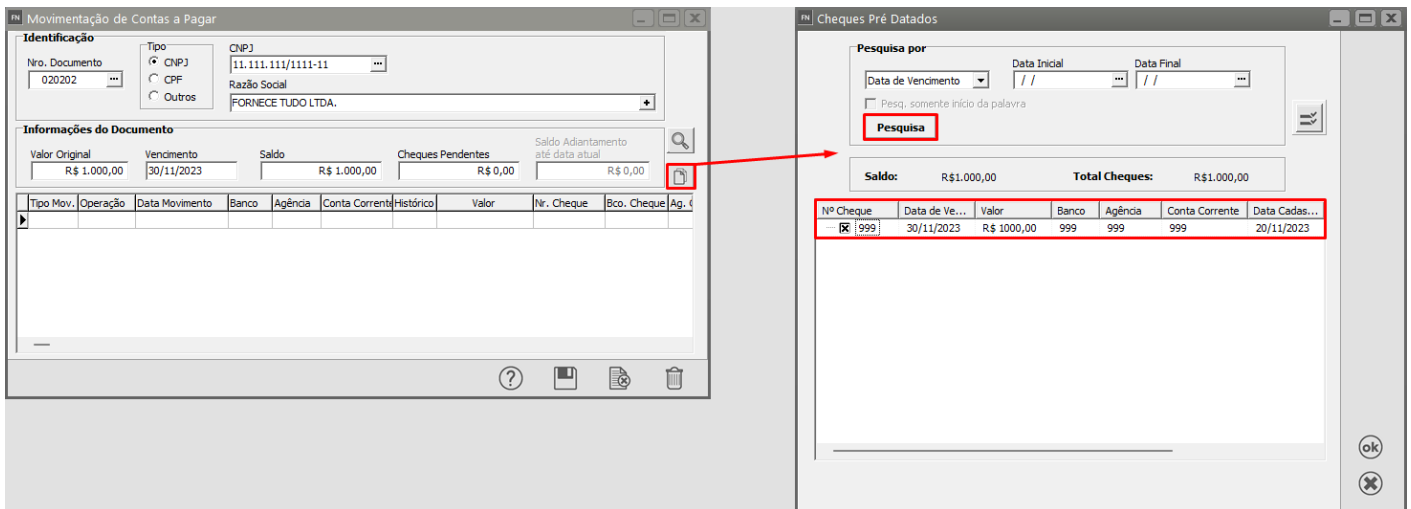 FN Movimentação de Contas a Pagar
Identificação
Nro. Documento
020202 ...
Tipo
CNPJ
CPF
Outros
CNPJ
11.111.111/1111-11 ...
Razão Social
FORNECE TUDO LTDA. +
Informações do Documento
Valor Original Vencimento Saldo Cheques Pendentes Saldo Adiantamento até data atual
R$ 1.000,00 30/11/2023 R$ 1.000,00 R$ 0,00 R$ 0,00
Tipo Mov. Operação Data Movimento Banco Agência Conta Corrente Histórico Valor Nr. Cheque Bco. Cheque Ag.
?
FN Cheques Pré Datados
Pesquisa por
Data Inicial Data Final
Data de Vencimento / / ... / / ...
Pesq. somente início da palavra
Pesquisa
Saldo: R$1.000,00 Total Cheques: R$1.000,00
Nº Cheque Data de Ve... Valor Banco Agência Conta Corrente Data Cadas...
999 30/11/2023 R$ 1000,00 999 999 999 20/11/2023
ok